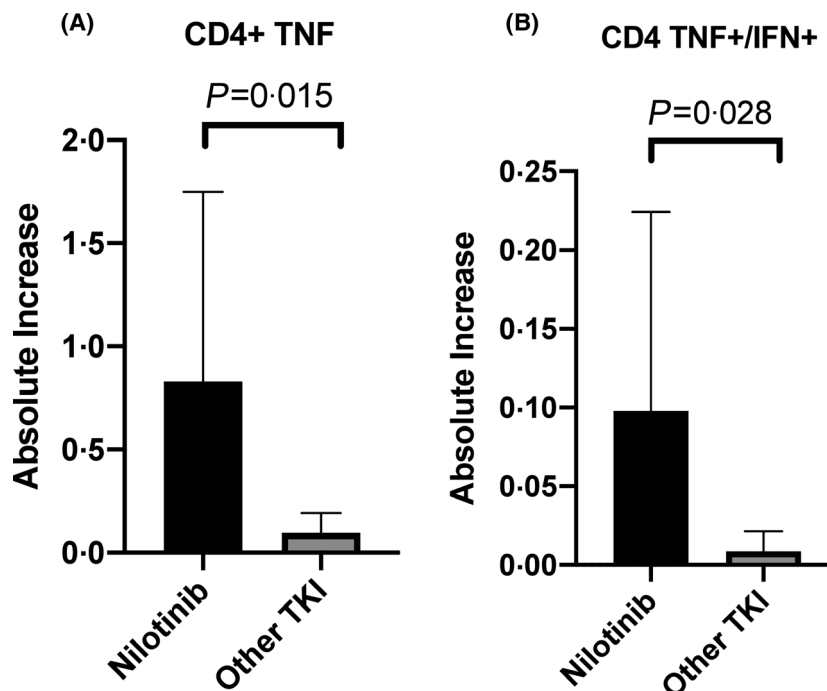 (A)
CD4+ TNF
P=0·015
2·0
1·5
1·0
0·5
0·0
Absolute Increase
Nilotinib
Other TKI
(B)
CD4 TNF+/IFN+
P=0·028
0·25
0·20
0·15
0·10
0·05
0·00
Absolute Increase
Nilotinib
Other TKI